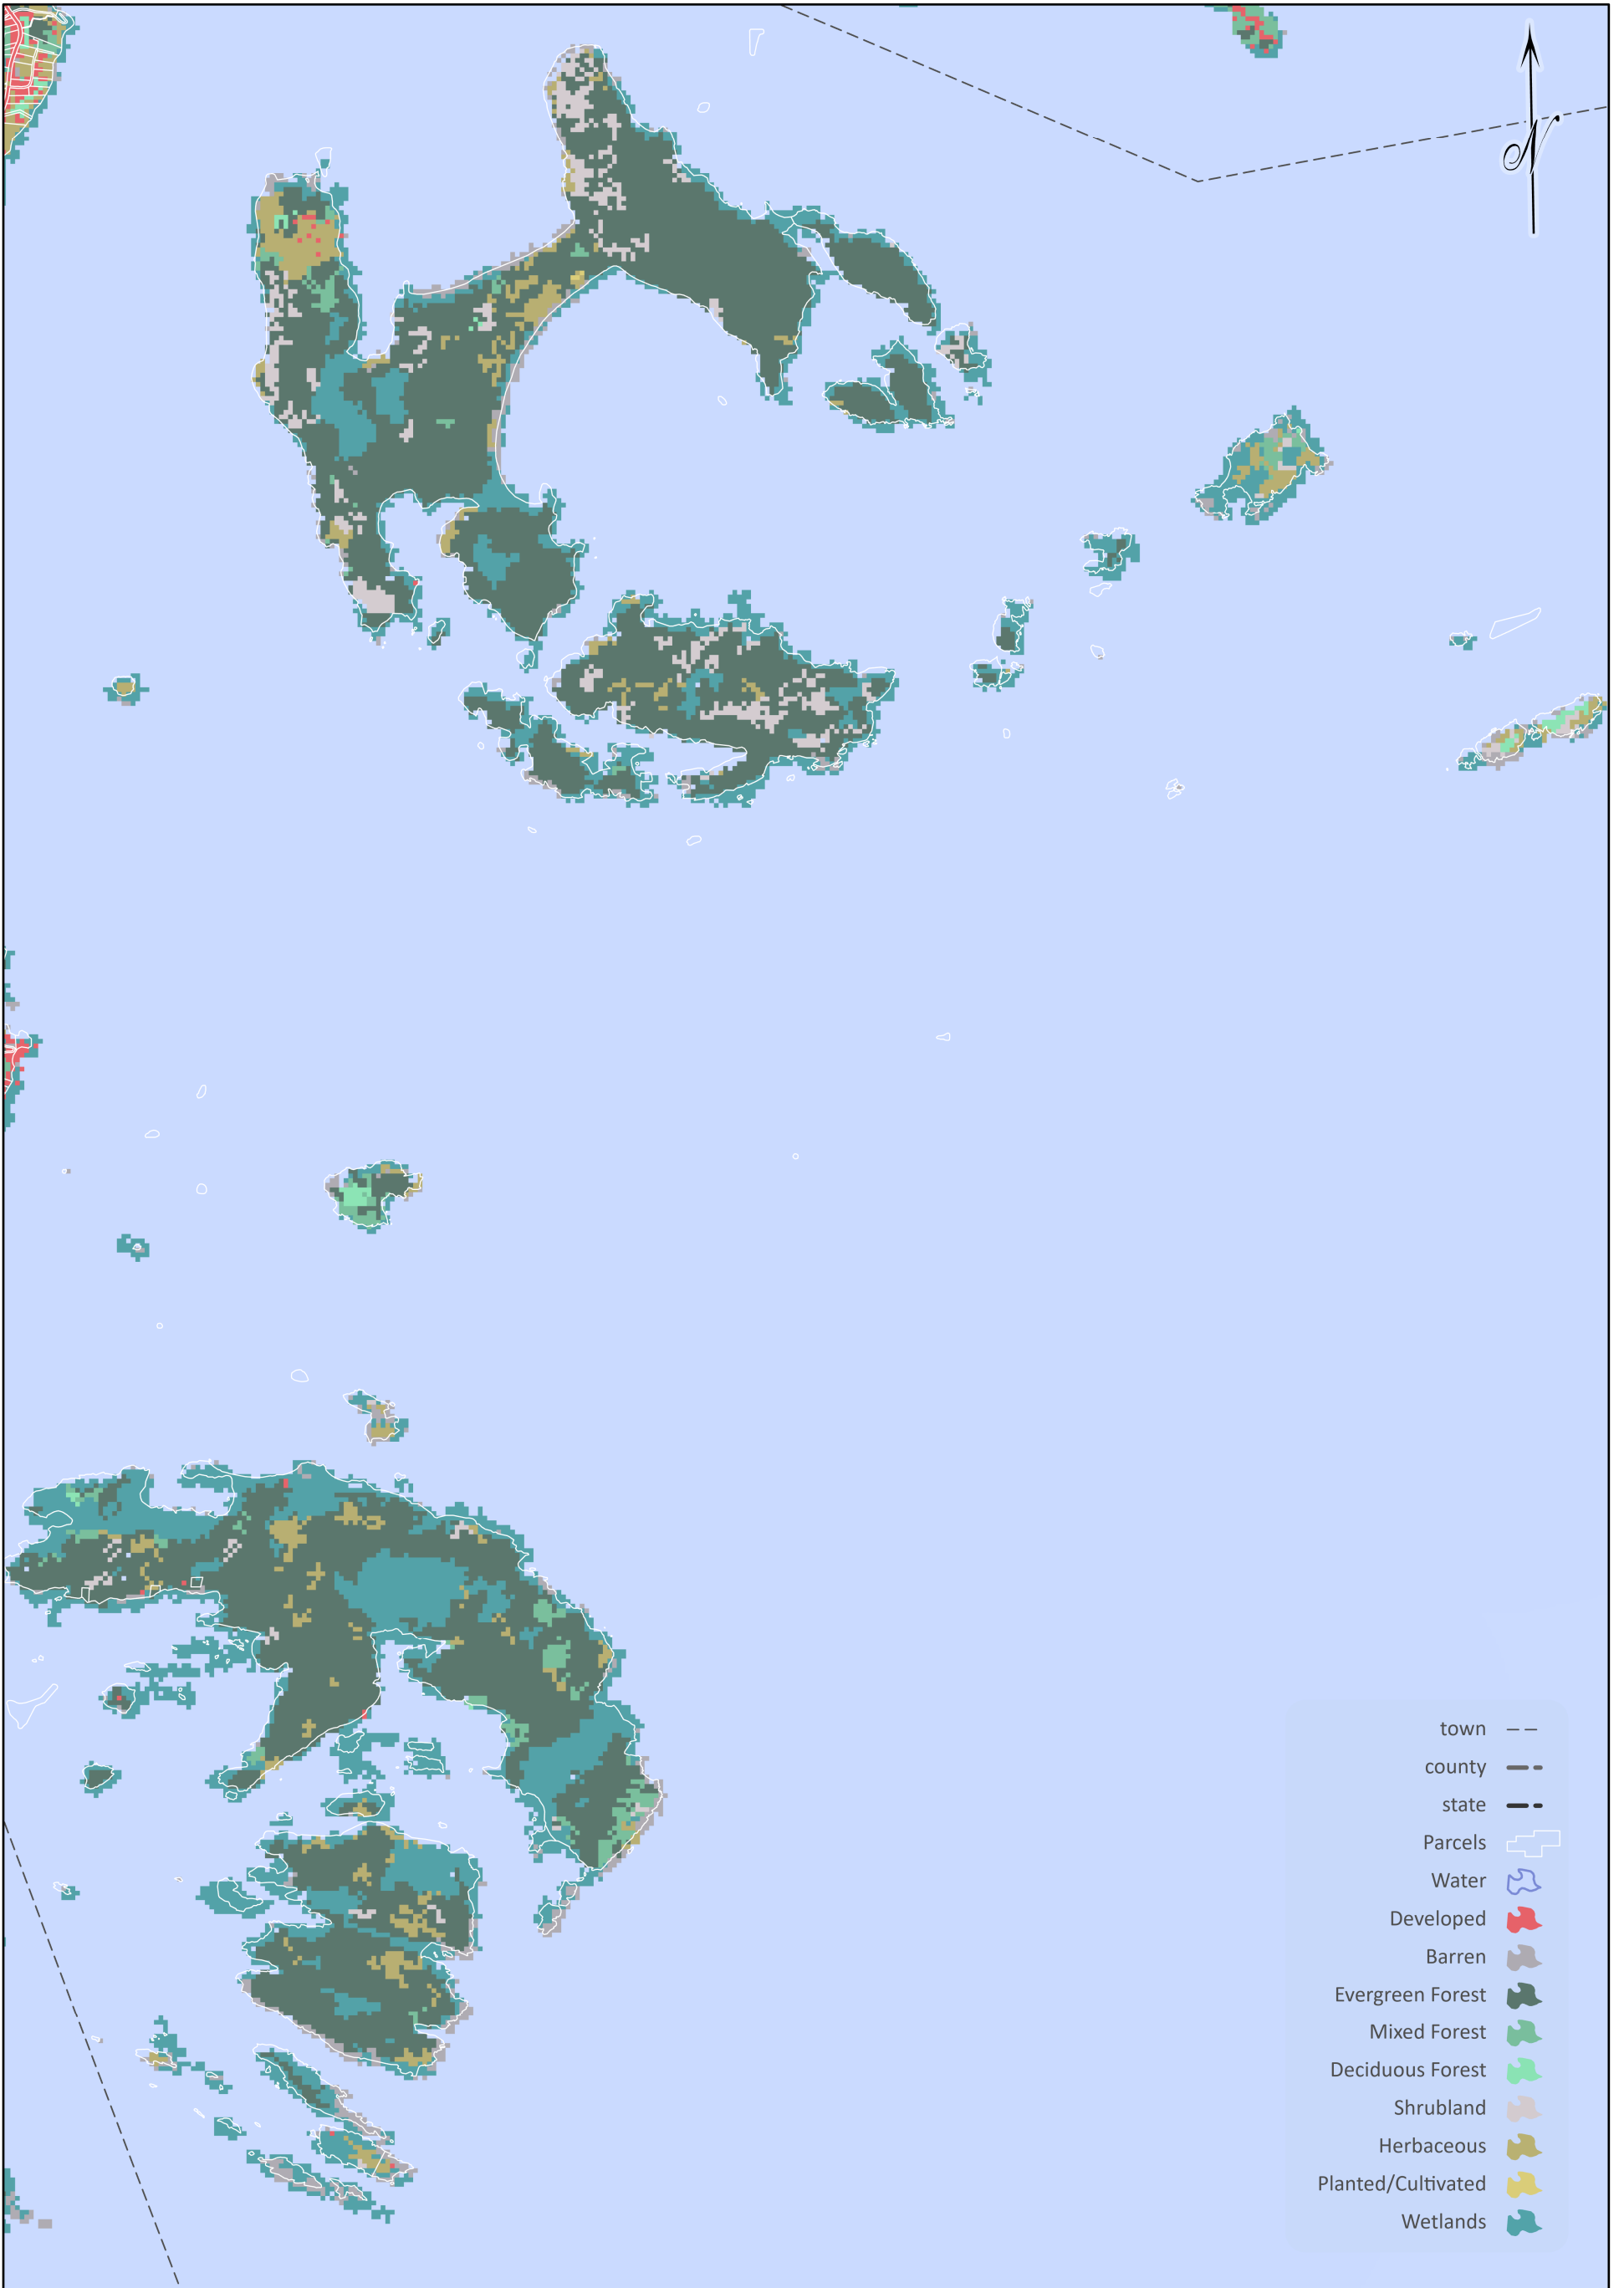 N
town
county
state
Parcels
Water
Developed
Barren
Evergreen Forest
Mixed Forest
Deciduous Forest
Shrubland
Herbaceous
Planted/Cultivated
Wetlands